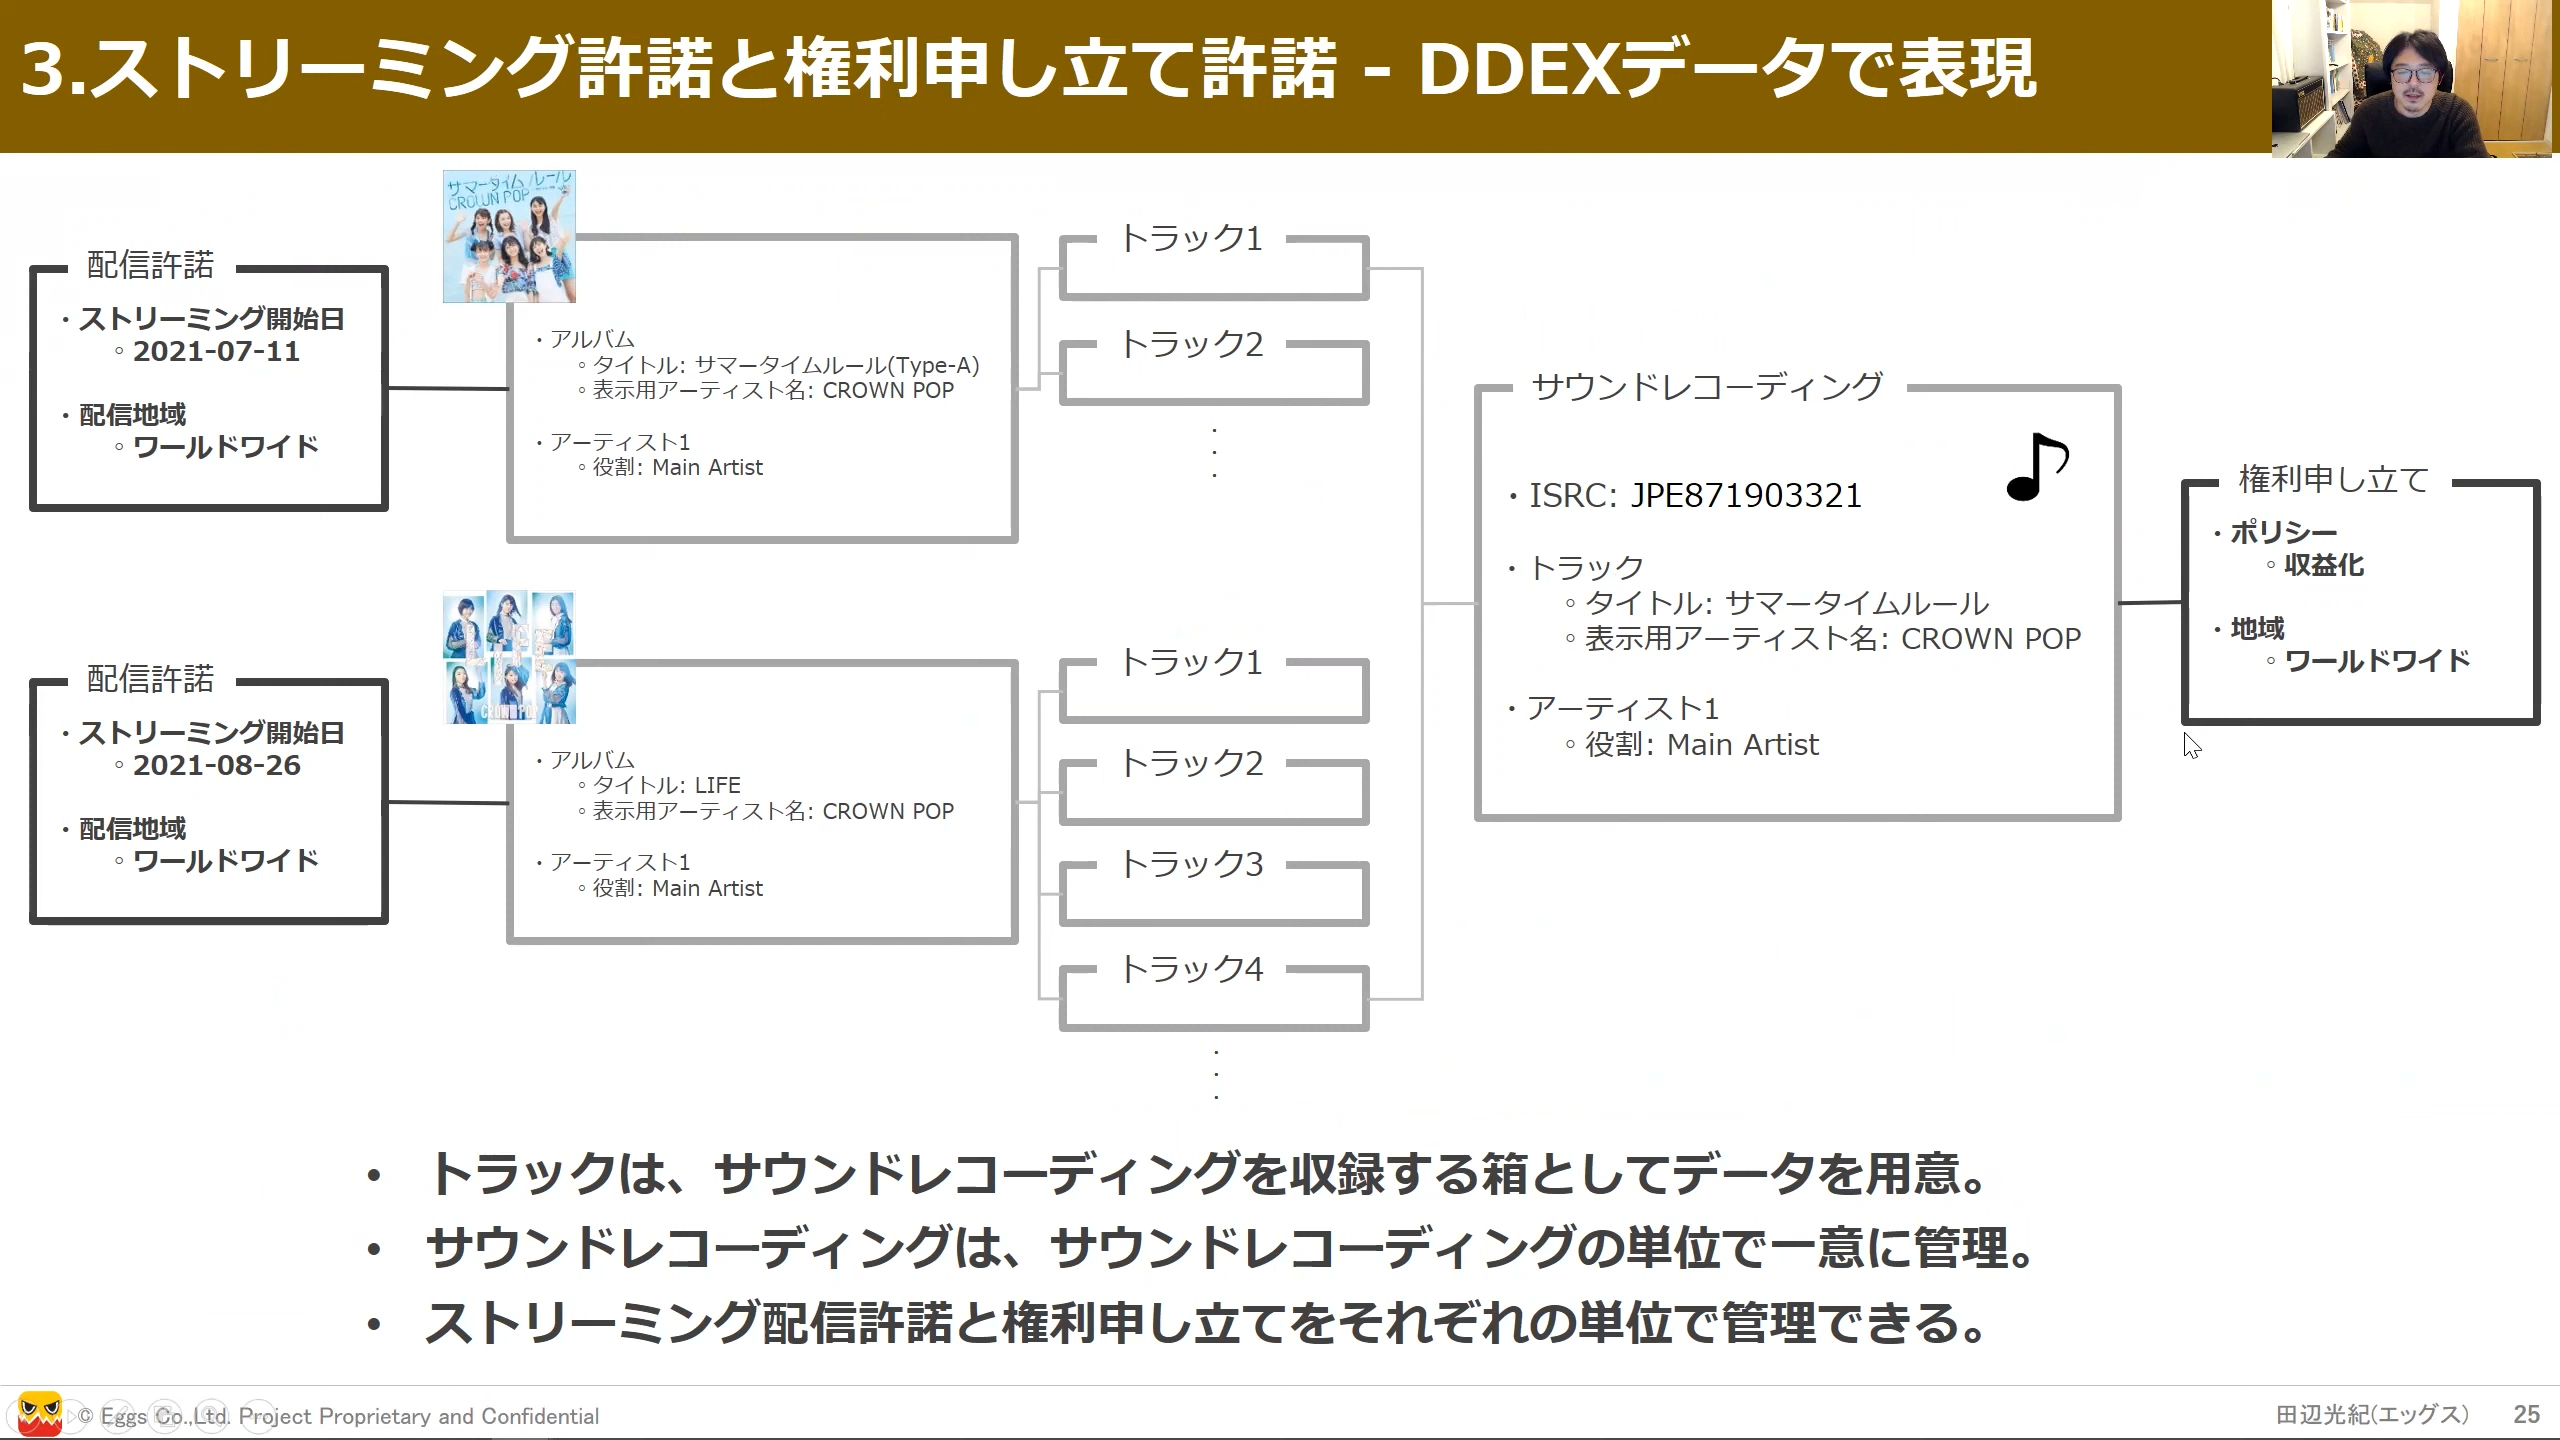 3.ストリーミング許諾と権利申し立て許諾 - DDEXデータで表現
配信許諾
・ストリーミング開始日
◦ 2021-07-11
・配信地域
◦ ワールドワイド
サマータイムルール
CROWN POP
・アルバム
◦ タイトル: サマータイムルール(Type-A)
◦ 表示用アーティスト名: CROWN POP
・アーティスト1
◦ 役割: Main Artist
トラック1
トラック2
配信許諾
・ストリーミング開始日
◦ 2021-08-26
・配信地域
◦ ワールドワイド
CROWN POP
・アルバム
◦ タイトル: LIFE
◦ 表示用アーティスト名: CROWN POP
・アーティスト1
◦ 役割: Main Artist
トラック1
トラック2
トラック3
トラック4
サウンドレコーディング
・ISRC: JPE871903321
・トラック
◦ タイトル: サマータイムルール
◦ 表示用アーティスト名: CROWN POP
・アーティスト1
◦ 役割: Main Artist
権利申し立て
・ポリシー
◦ 収益化
・地域
◦ ワールドワイド
• トラックは、サウンドレコーディングを収録する箱としてデータを用意。
• サウンドレコーディングは、サウンドレコーディングの単位で一意に管理。
• ストリーミング配信許諾と権利申し立てをそれぞれの単位で管理できる。
© Eggs Co.,Ltd. Project Proprietary and Confidential
田辺光紀(エッグス) 25